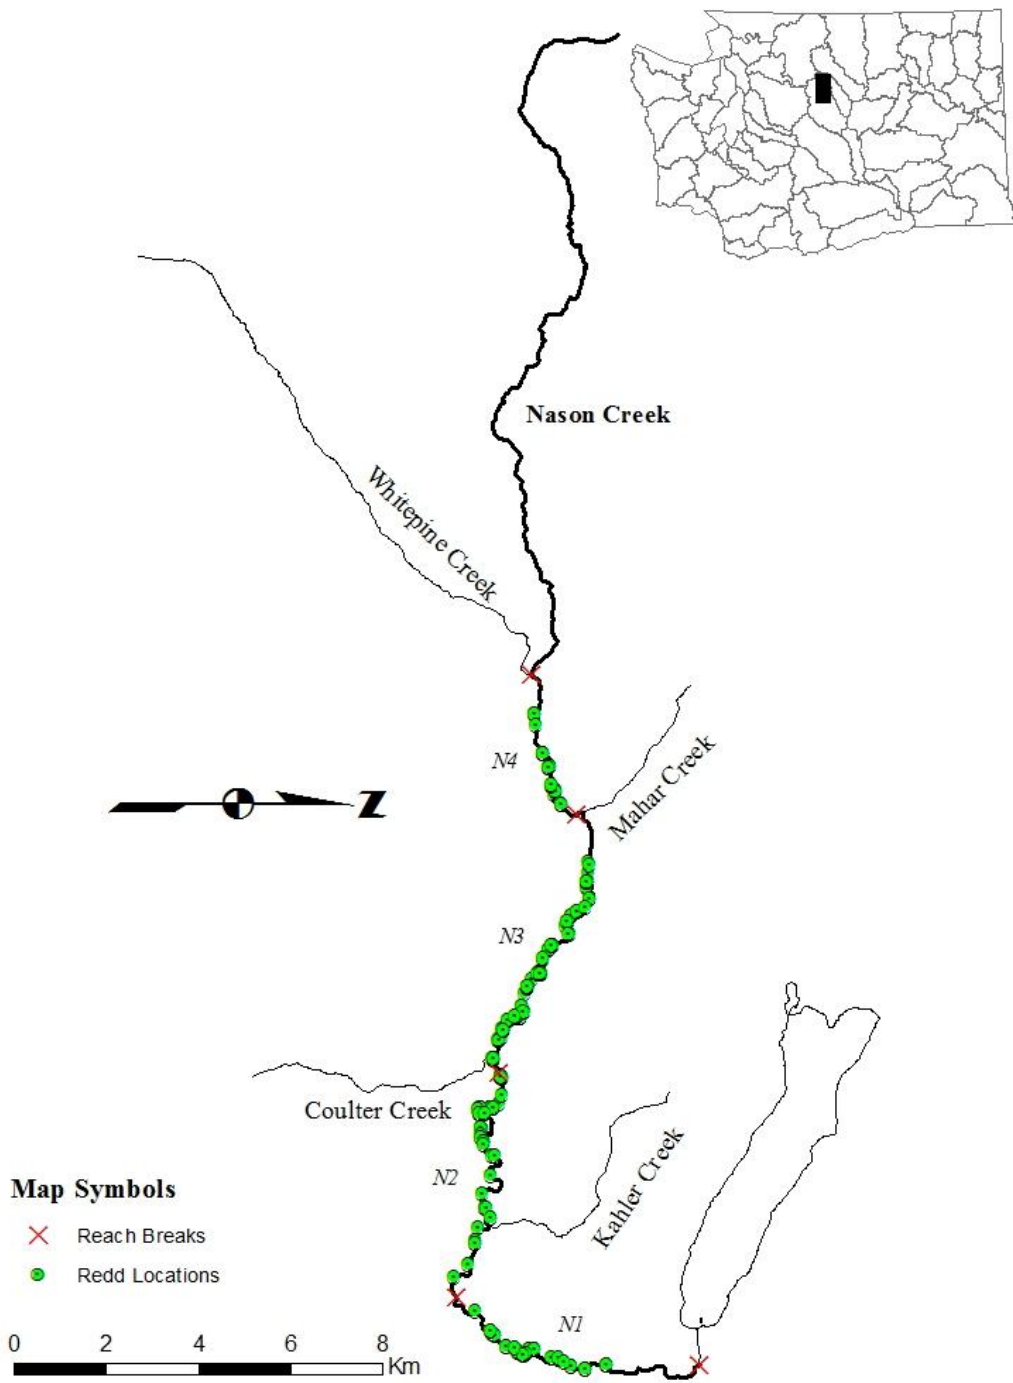 Nason Creek
Whitepine Creek
N4
Mahar Creek
Z
N3
Coulter Creek
N2
Kahler Creek
Map Symbols
Reach Breaks
Redd Locations
N1
0 2 4 6 8
Km